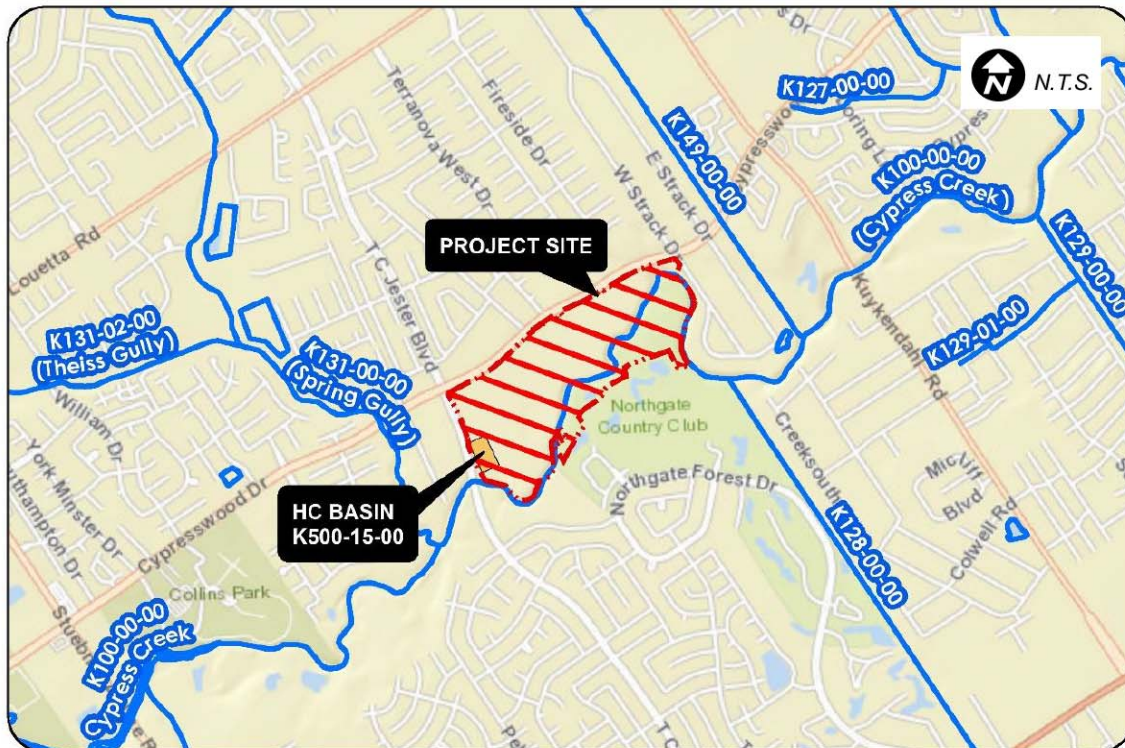 N N.T.S.
K127-00-00
K149-00-00
Cypresswood
K100-00-00
(Cypress Creek)
Terranova West Dr
Fireside Dr
E Strack Dr
W Strack Dr
K129-00-00
Louetta Rd
PROJECT SITE
T C Jester Blvd
Kuykendahl Rd
K129-01-00
K131-02-00
(Theiss Gully)
K131-00-00
(Spring Gully)
William Dr
Northgate
Country Club
York Minster Dr
Northgate Forest Dr
HC BASIN
K500-15-00
Cypresswood Dr
Collins Park
Blvd
Colwell Rd
K128-00-00
K100-00-00
Cypress Creek